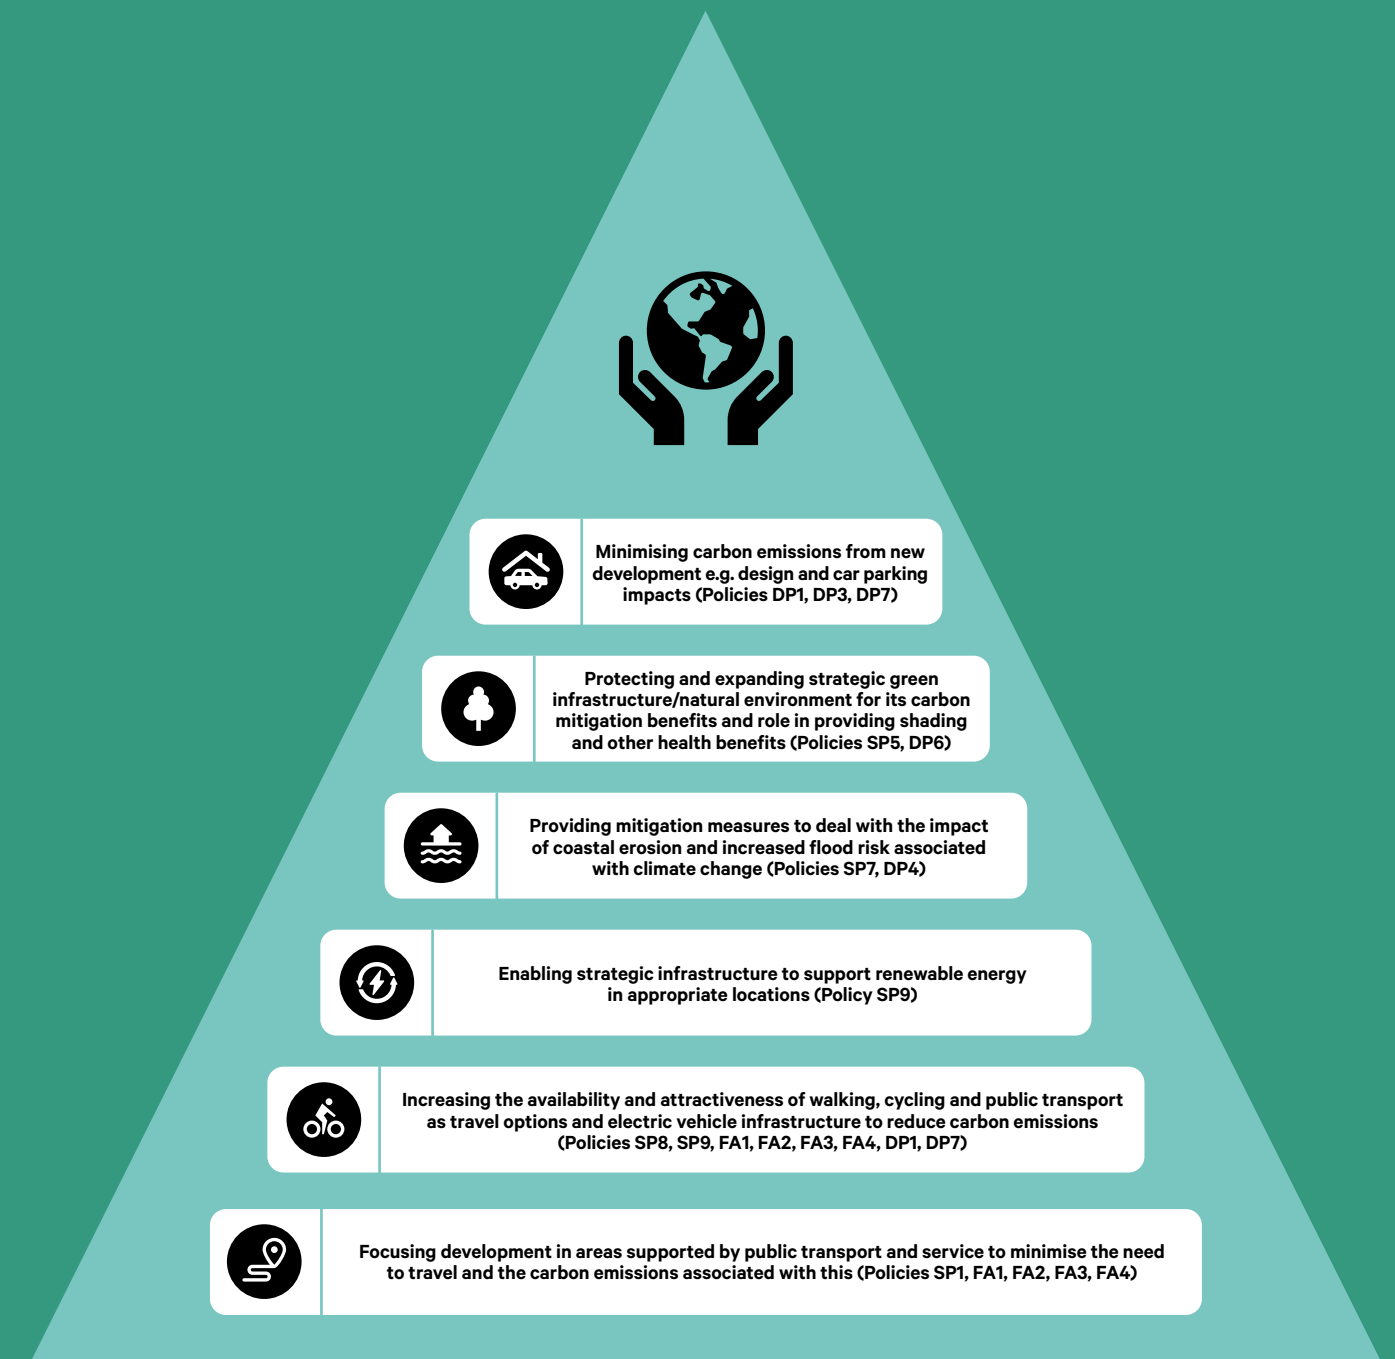 Minimising carbon emissions from new
development e.g. design and car parking
impacts (Policies DP1, DP3, DP7)
Protecting and expanding strategic green
infrastructure/natural environment for its carbon
mitigation benefits and role in providing shading
and other health benefits (Policies SP5, DP6)
Providing mitigation measures to deal with the impact
of coastal erosion and increased flood risk associated
with climate change (Policies SP7, DP4)
Enabling strategic infrastructure to support renewable energy
in appropriate locations (Policy SP9)
Increasing the availability and attractiveness of walking, cycling and public transport
as travel options and electric vehicle infrastructure to reduce carbon emissions
(Policies SP8, SP9, FA1, FA2, FA3, FA4, DP1, DP7)
Focusing development in areas supported by public transport and service to minimise the need
to travel and the carbon emissions associated with this (Policies SP1, FA1, FA2, FA3, FA4)